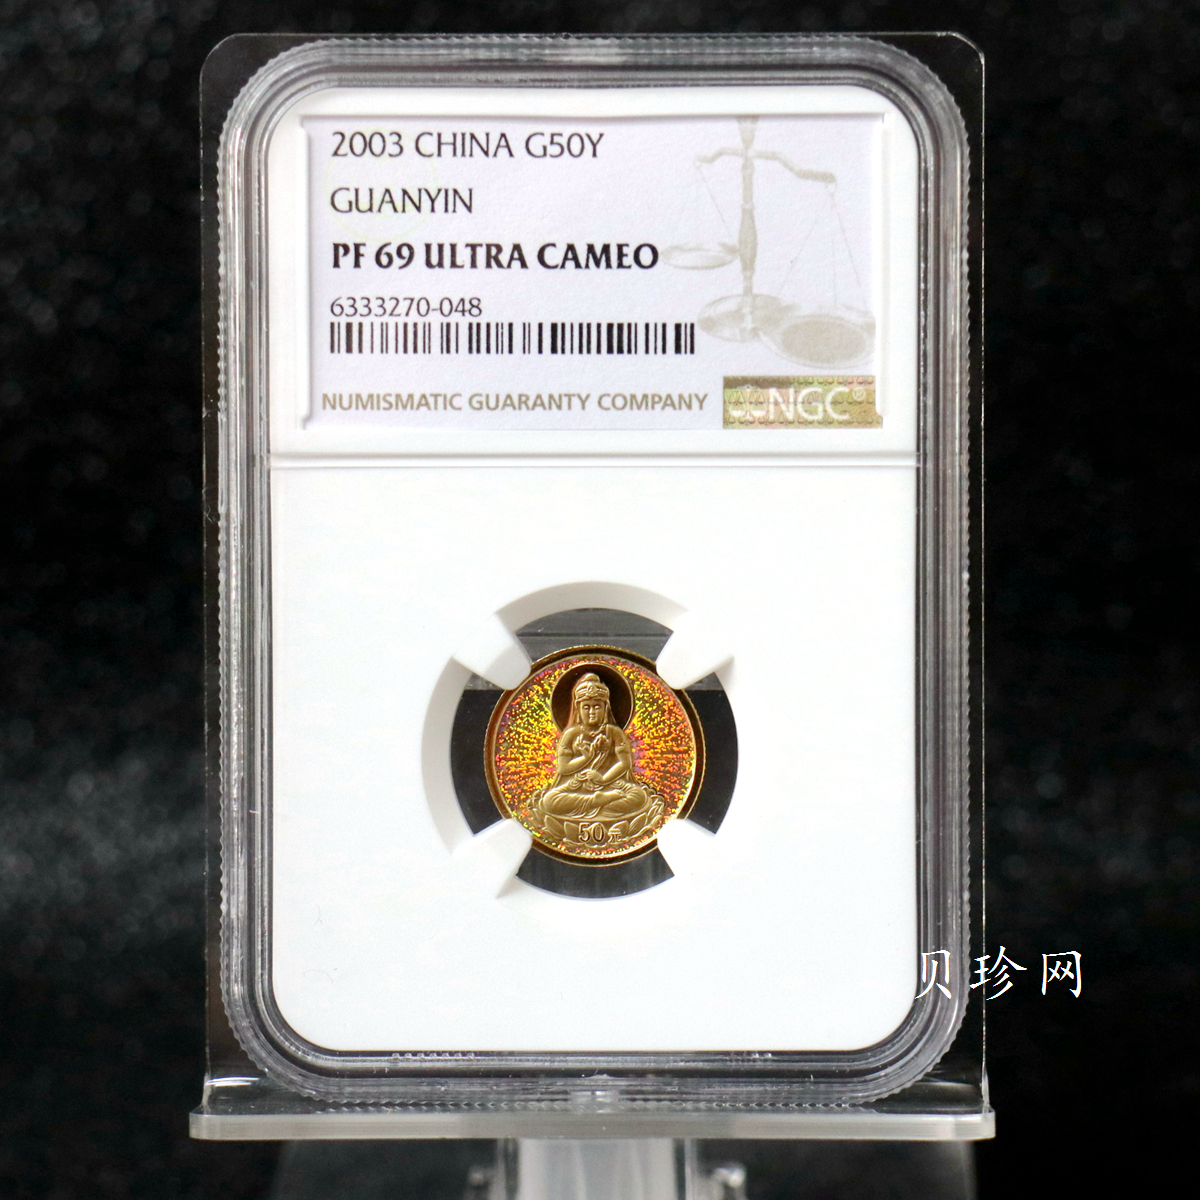 2003 CHINA G50Y
GUANYIN
PF 69 ULTRA CAMEO
6333270-048
NUMISMATIC GUARANTY COMPANY
NGC®
50元
贝珍网